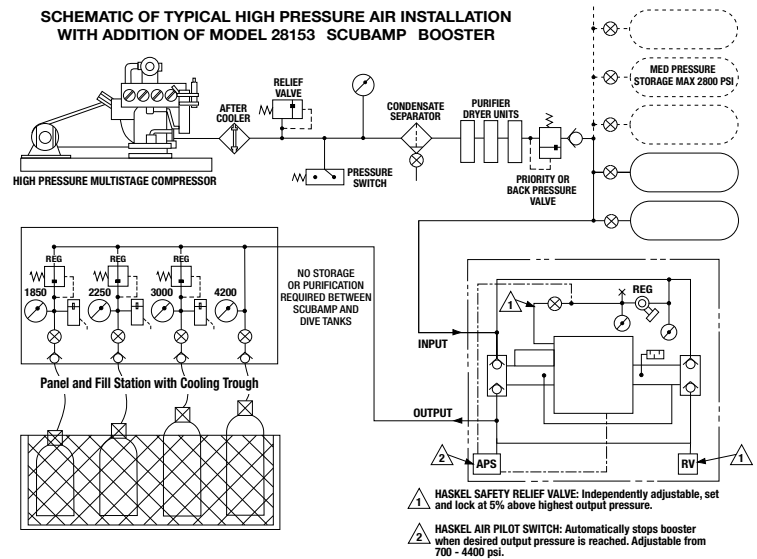 SCHEMATIC OF TYPICAL HIGH PRESSURE AIR INSTALLATION
WITH ADDITION OF MODEL 28153 SCUBAMP BOOSTER
MED PRESSURE
STORAGE MAX 2800 PSI
RELIEF
VALVE
AFTER
COOLER
CONDENSATE
SEPARATOR
PURIFIER
DRYER UNITS
HIGH PRESSURE MULTISTAGE COMPRESSOR
PRESSURE
SWITCH
PRIORITY OR
BACK PRESSURE
VALVE
REG
REG
REG
1850
2250
3000
4200
NO STORAGE
OR PURIFICATION
REQUIRED BETWEEN
SCUBAMP AND
DIVE TANKS
1
REG
INPUT
Panel and Fill Station with Cooling Trough
OUTPUT
2
APS
RV
1
1
HASKEL SAFETY RELIEF VALVE: Independently adjustable, set
and lock at 5% above highest output pressure.
2
HASKEL AIR PILOT SWITCH: Automatically stops booster
when desired output pressure is reached. Adjustable from
700 - 4400 psi.